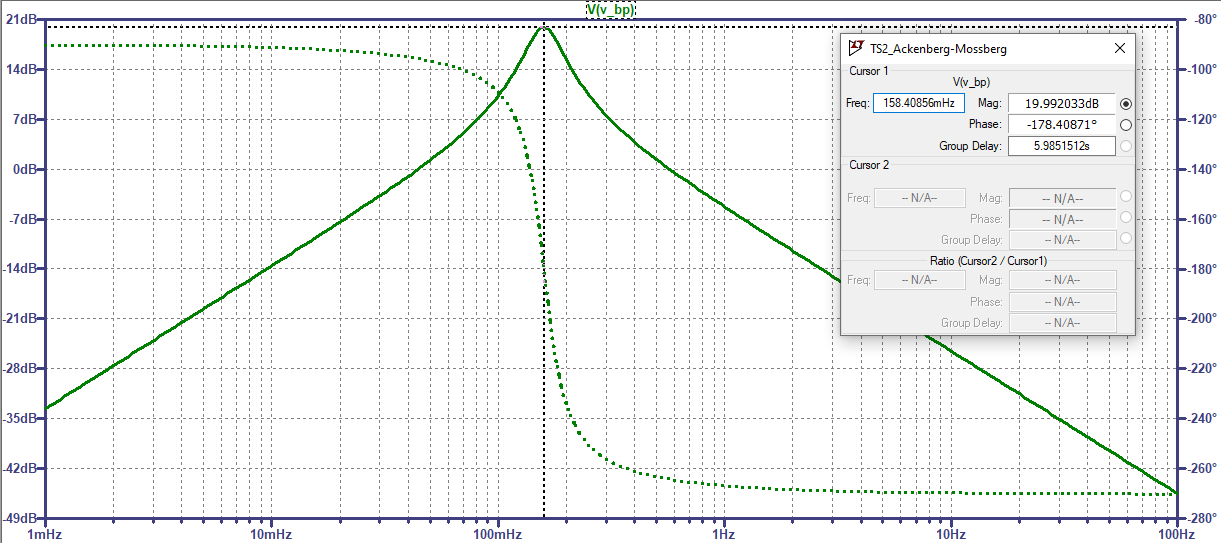 V(v_bp)
21dB
14dB
7dB
0dB
-7dB
-14dB
-21dB
-28dB
-35dB
-42dB
-49dB
1mHz
10mHz
100mHz
1Hz
10Hz
100Hz
-80°
-100°
-120°
-140°
-160°
-180°
-200°
-220°
-240°
-260°
-280°
TS2_Ackenberg-Mossberg
Cursor 1
V(v_bp)
Freq: 158.40856mHz Mag: 19.992033dB
Phase: -178.40871°
Group Delay: 5.9851512s
Cursor 2
Freq: -- N/A-- Mag: -- N/A--
Phase: -- N/A--
Group Delay: -- N/A--
Ratio (Cursor2 / Cursor1)
Freq: -- N/A-- Mag: -- N/A--
Phase: -- N/A--
Group Delay: -- N/A--